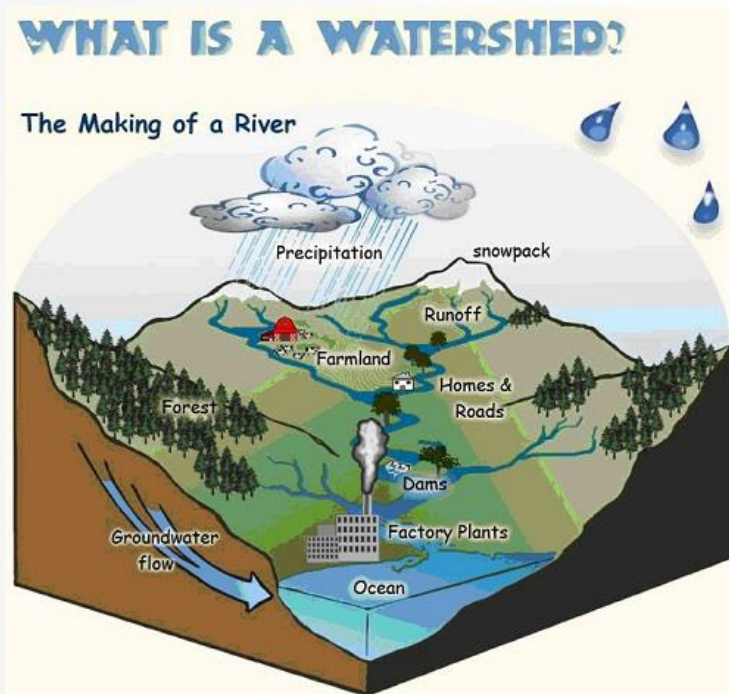 WHAT IS A WATERSHED?
The Making of a River
Precipitation
snowpack
Runoff
Farmland
Homes &
Roads
Forest
Dams
Factory Plants
Groundwater
flow
Ocean